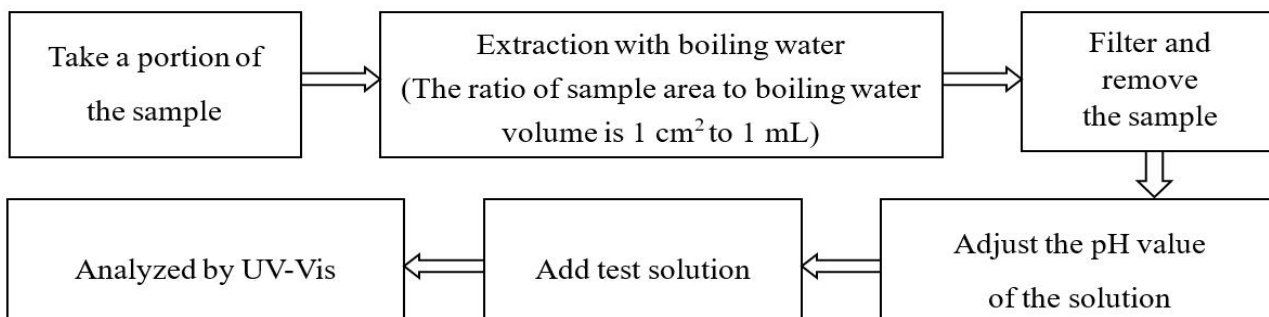 Take a portion of
the sample
Extraction with boiling water
(The ratio of sample area to boiling water
volume is 1 cm² to 1 mL)
Filter and
remove
the sample
Adjust the pH value
of the solution
Add test solution
Analyzed by UV-Vis